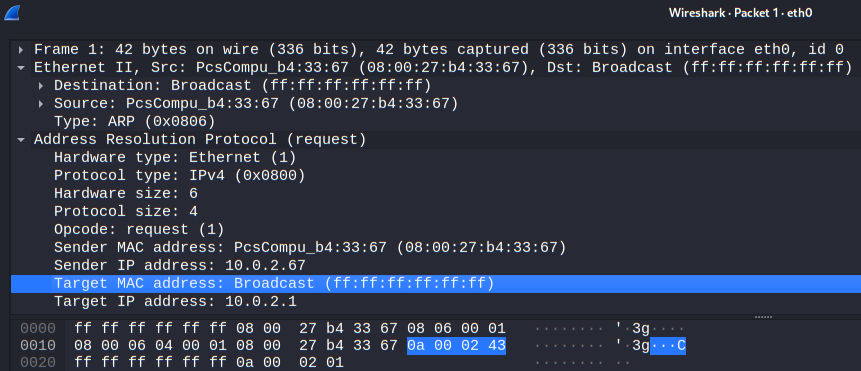 Wireshark · Packet 1 · eth0
Frame 1: 42 bytes on wire (336 bits), 42 bytes captured (336 bits) on interface eth0, id 0
Ethernet II, Src: PcsCompu_b4:33:67 (08:00:27:b4:33:67), Dst: Broadcast (ff:ff:ff:ff:ff:ff)
Destination: Broadcast (ff:ff:ff:ff:ff:ff)
Source: PcsCompu_b4:33:67 (08:00:27:b4:33:67)
Type: ARP (0x0806)
Address Resolution Protocol (request)
Hardware type: Ethernet (1)
Protocol type: IPv4 (0x0800)
Hardware size: 6
Protocol size: 4
Opcode: request (1)
Sender MAC address: PcsCompu_b4:33:67 (08:00:27:b4:33:67)
Sender IP address: 10.0.2.67
Target MAC address: Broadcast (ff:ff:ff:ff:ff:ff)
Target IP address: 10.0.2.1
0000 ff ff ff ff ff ff 08 00 27 b4 33 67 08 06 00 01 ········ '·3g····
0010 08 00 06 04 00 01 08 00 27 b4 33 67 0a 00 02 43 ········ '·3g···C
0020 ff ff ff ff ff ff 0a 00 02 01 ········ ··